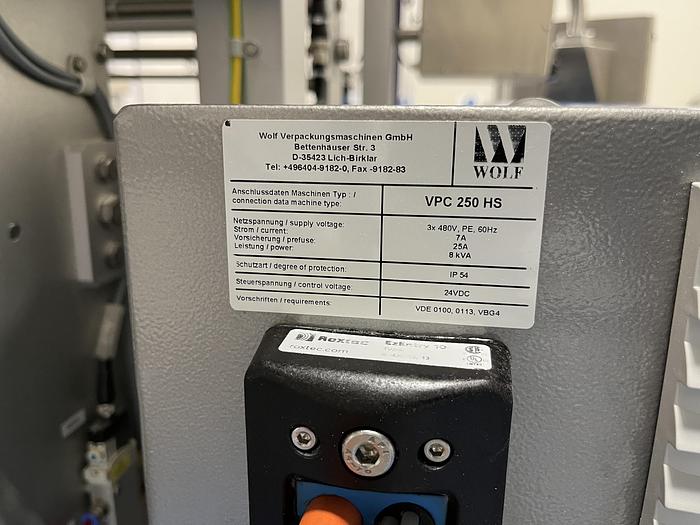 Wolf Verpackungsmaschinen GmbH
Bettenhäuser Str. 3
D-35423 Lich-Birklar
Tel: +496404-9182-0, Fax -9182-83
WOLF
Anschlussdaten Maschinen Typ : /
connection data machine type:
VPC 250 HS
Netzspannung / supply voltage: 3x 480V, PE, 60Hz
Strom / current: 7A
Vorsicherung / prefuse: 25A
Leistung / power: 8 kVA
Schutzart / degree of protection: IP 54
Steuerspannung / control voltage: 24VDC
Vorschriften / requirements: VDE 0100, 0113, VBG4
Roxtec EzEntry 10
roxtec.com